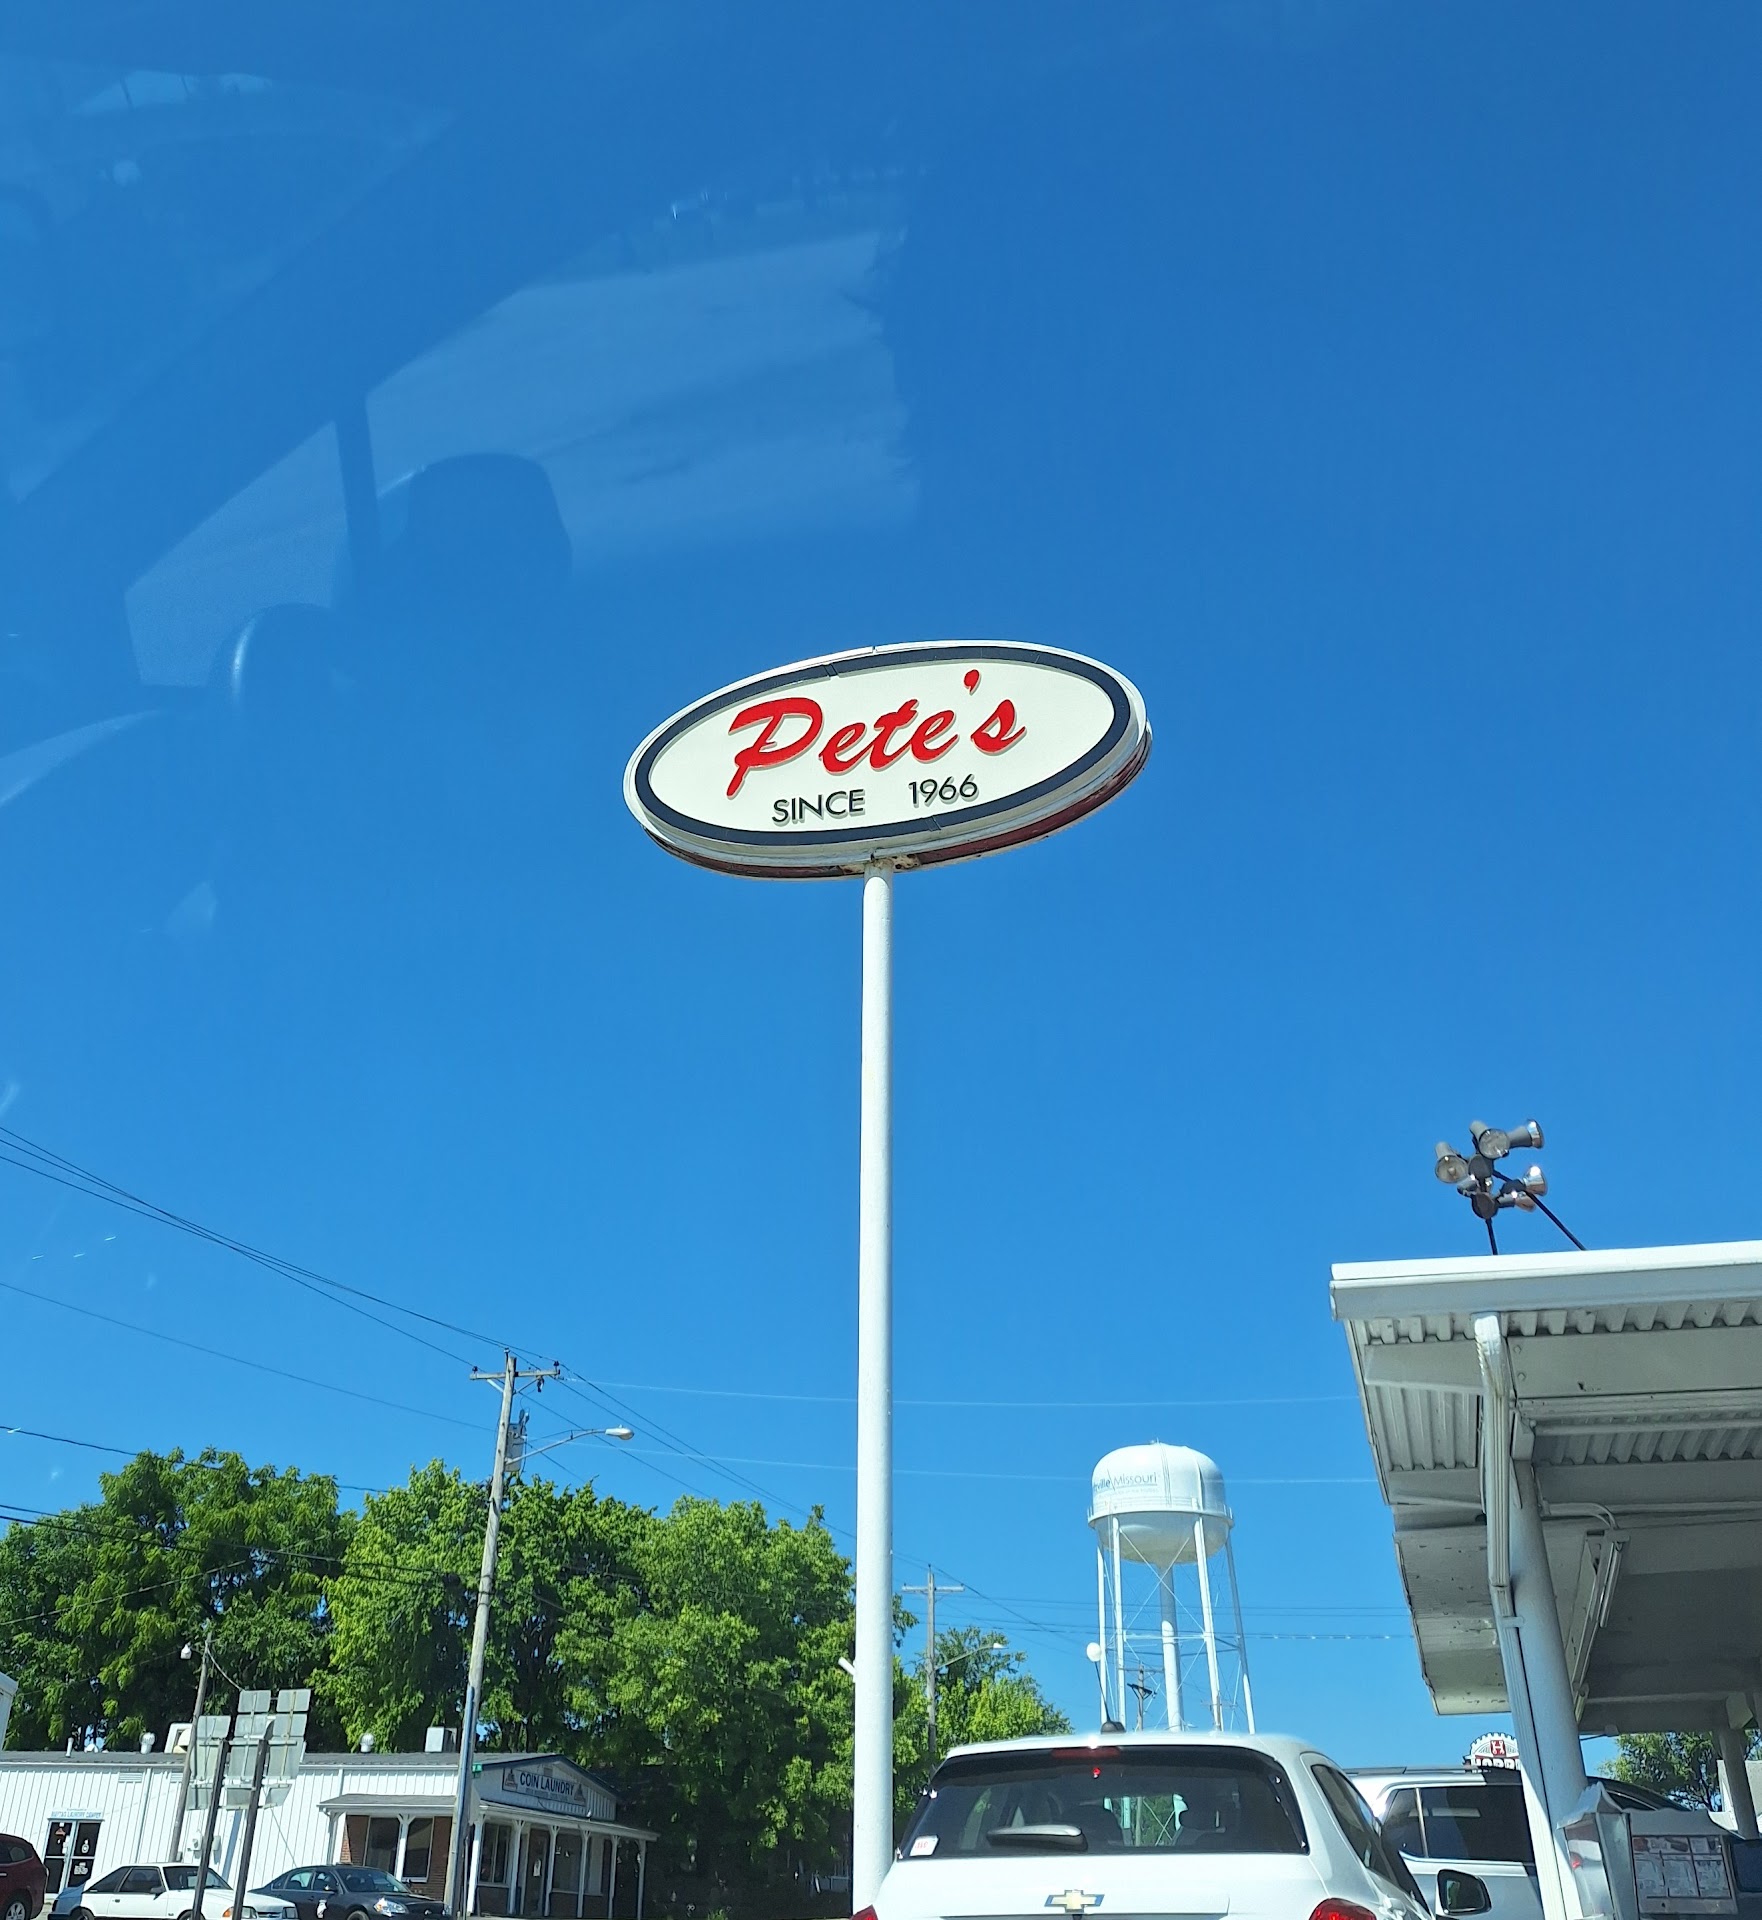 Pete's
SINCE 1966
Missouri
COIN LAUNDRY